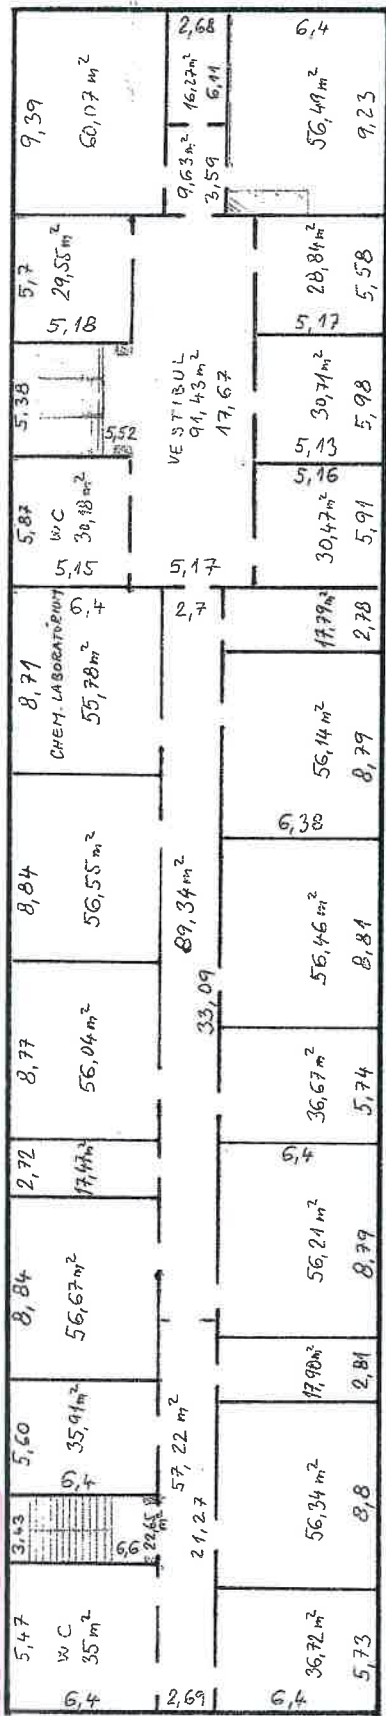 9,39
60,07 m²
2,68
16,27 m²
6,11
6,4
56,49 m²
9,23
9,63 m²
3,59
5,7
29,55 m²
5,18
28,84 m²
5,58
5,17
5,38
5,52
VESTIBUL
91,43 m²
17,67
30,71 m²
5,98
5,13
5,87
WC
30,18 m²
5,15
5,17
5,16
30,47 m²
5,91
8,71
CHEM. LABORATÓRIUM
6,4
55,78 m²
2,7
17,79 m²
2,78
56,14 m²
8,79
6,38
8,84
56,55 m²
89,34 m²
33,09
56,46 m²
8,81
8,77
56,04 m²
36,67 m²
5,74
2,72
17,47 m²
6,4
56,21 m²
8,79
8,84
56,67 m²
17,98 m²
2,81
5,60
35,91 m²
6,4
57,22 m²
21,27
56,34 m²
8,8
3,43
6,6
22,65 m²
5,47
WC
35 m²
6,4
2,69
36,72 m²
5,73
6,4